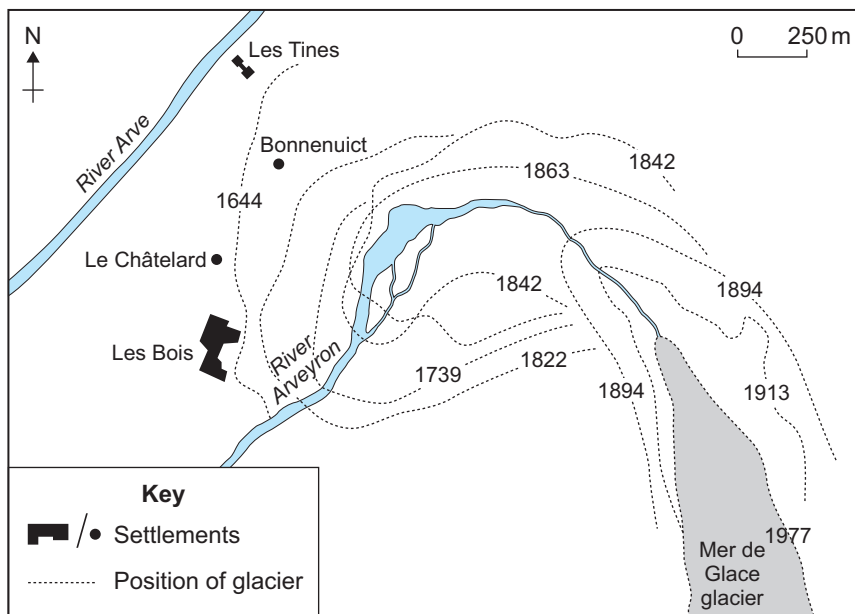 N
Les Tines
0 250 m
River Arve
Bonnenuict
1842
1863
1644
Le Châtelard
1842
1894
Les Bois
River
Arveyron
1822
1739
1894
1913
Key
Settlements
Position of glacier
1977
Mer de
Glace
glacier